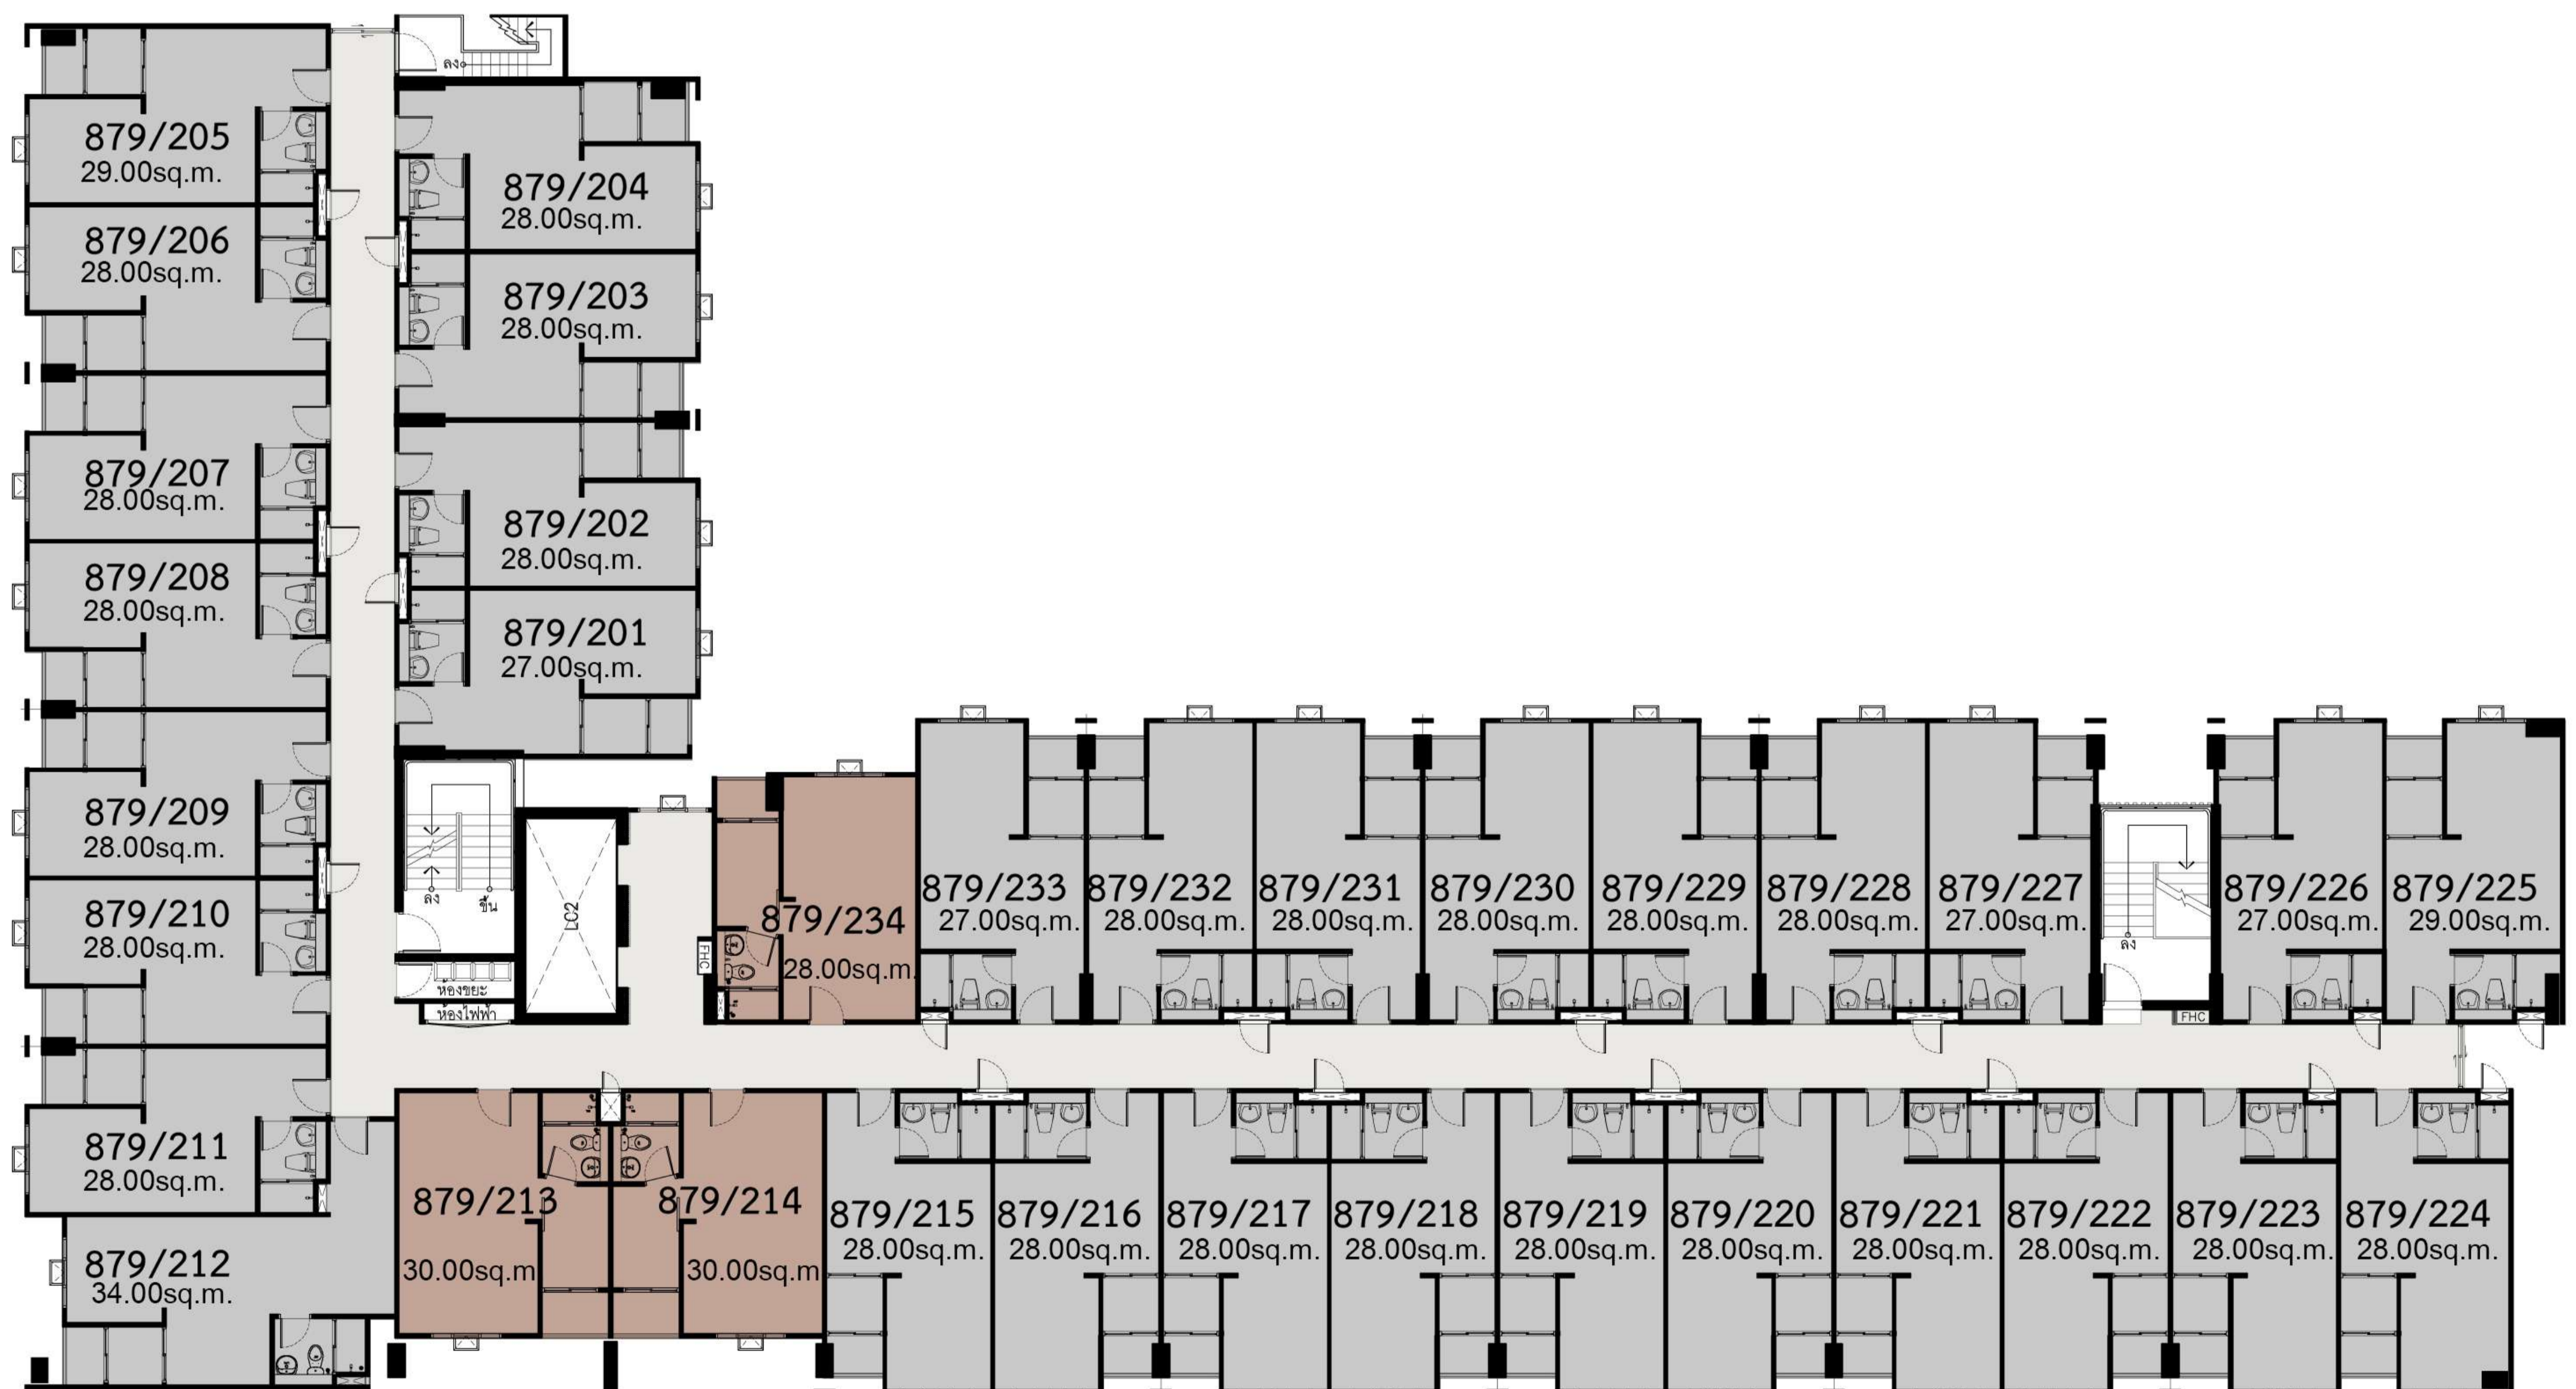 ลง
879/205
29.00sq.m.
879/204
28.00sq.m.
879/206
28.00sq.m.
879/203
28.00sq.m.
879/207
28.00sq.m.
879/202
28.00sq.m.
879/208
28.00sq.m.
879/201
27.00sq.m.
879/209
28.00sq.m.
879/210
28.00sq.m.
ลง
ขึ้น
ห้องขยะ
ห้องไฟฟ้า
LC2
FHC
879/234
28.00sq.m.
879/233
27.00sq.m.
879/232
28.00sq.m.
879/231
28.00sq.m.
879/230
28.00sq.m.
879/229
28.00sq.m.
879/228
28.00sq.m.
879/227
27.00sq.m.
ลง
FHC
879/226
27.00sq.m.
879/225
29.00sq.m.
879/211
28.00sq.m.
879/212
34.00sq.m.
879/213
30.00sq.m
879/214
30.00sq.m
879/215
28.00sq.m.
879/216
28.00sq.m.
879/217
28.00sq.m.
879/218
28.00sq.m.
879/219
28.00sq.m.
879/220
28.00sq.m.
879/221
28.00sq.m.
879/222
28.00sq.m.
879/223
28.00sq.m.
879/224
28.00sq.m.